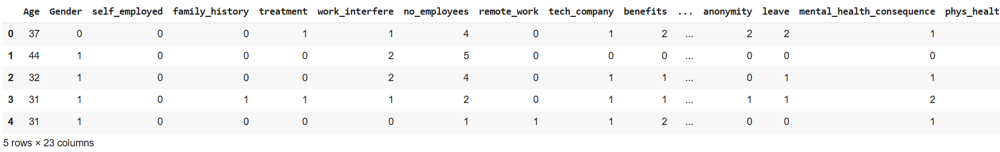 Age Gender self_employed family_history treatment work_interfere no_employees remote_work tech_company benefits ... anonymity leave mental_health_consequence phys_healt
0 37 0 0 0 1 1 4 0 1 2 ... 2 2 1
1 44 1 0 0 0 2 5 0 0 0 ... 0 0 0
2 32 1 0 0 0 2 4 0 1 1 ... 0 1 1
3 31 1 0 1 1 1 2 0 1 1 ... 1 1 2
4 31 1 0 0 0 0 1 1 1 2 ... 0 0 1
5 rows × 23 columns